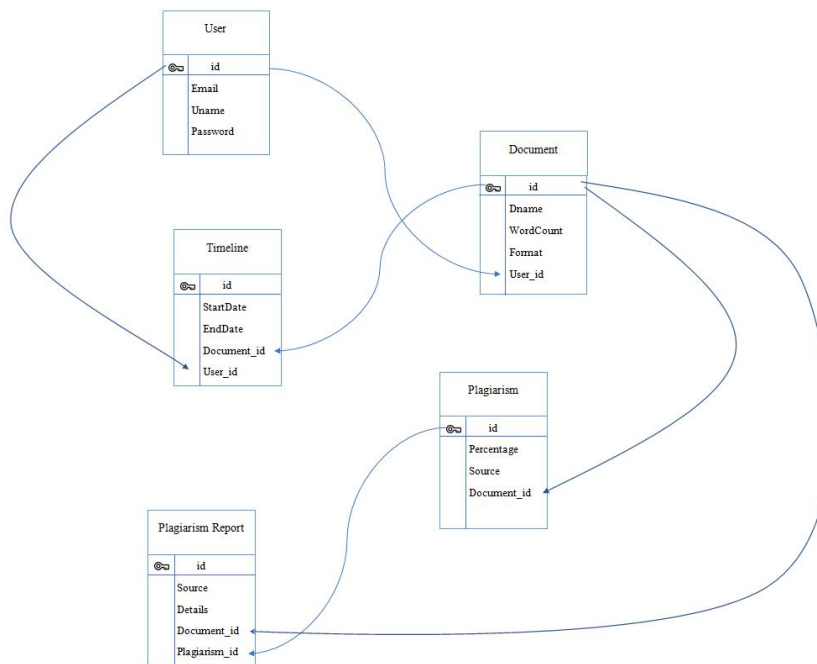 User
id
Email
Uname
Password
Document
id
Dname
WordCount
Format
User_id
Timeline
id
StartDate
EndDate
Document_id
User_id
Plagiarism
id
Percentage
Source
Document_id
Plagiarism Report
id
Source
Details
Document_id
Plagiarism_id